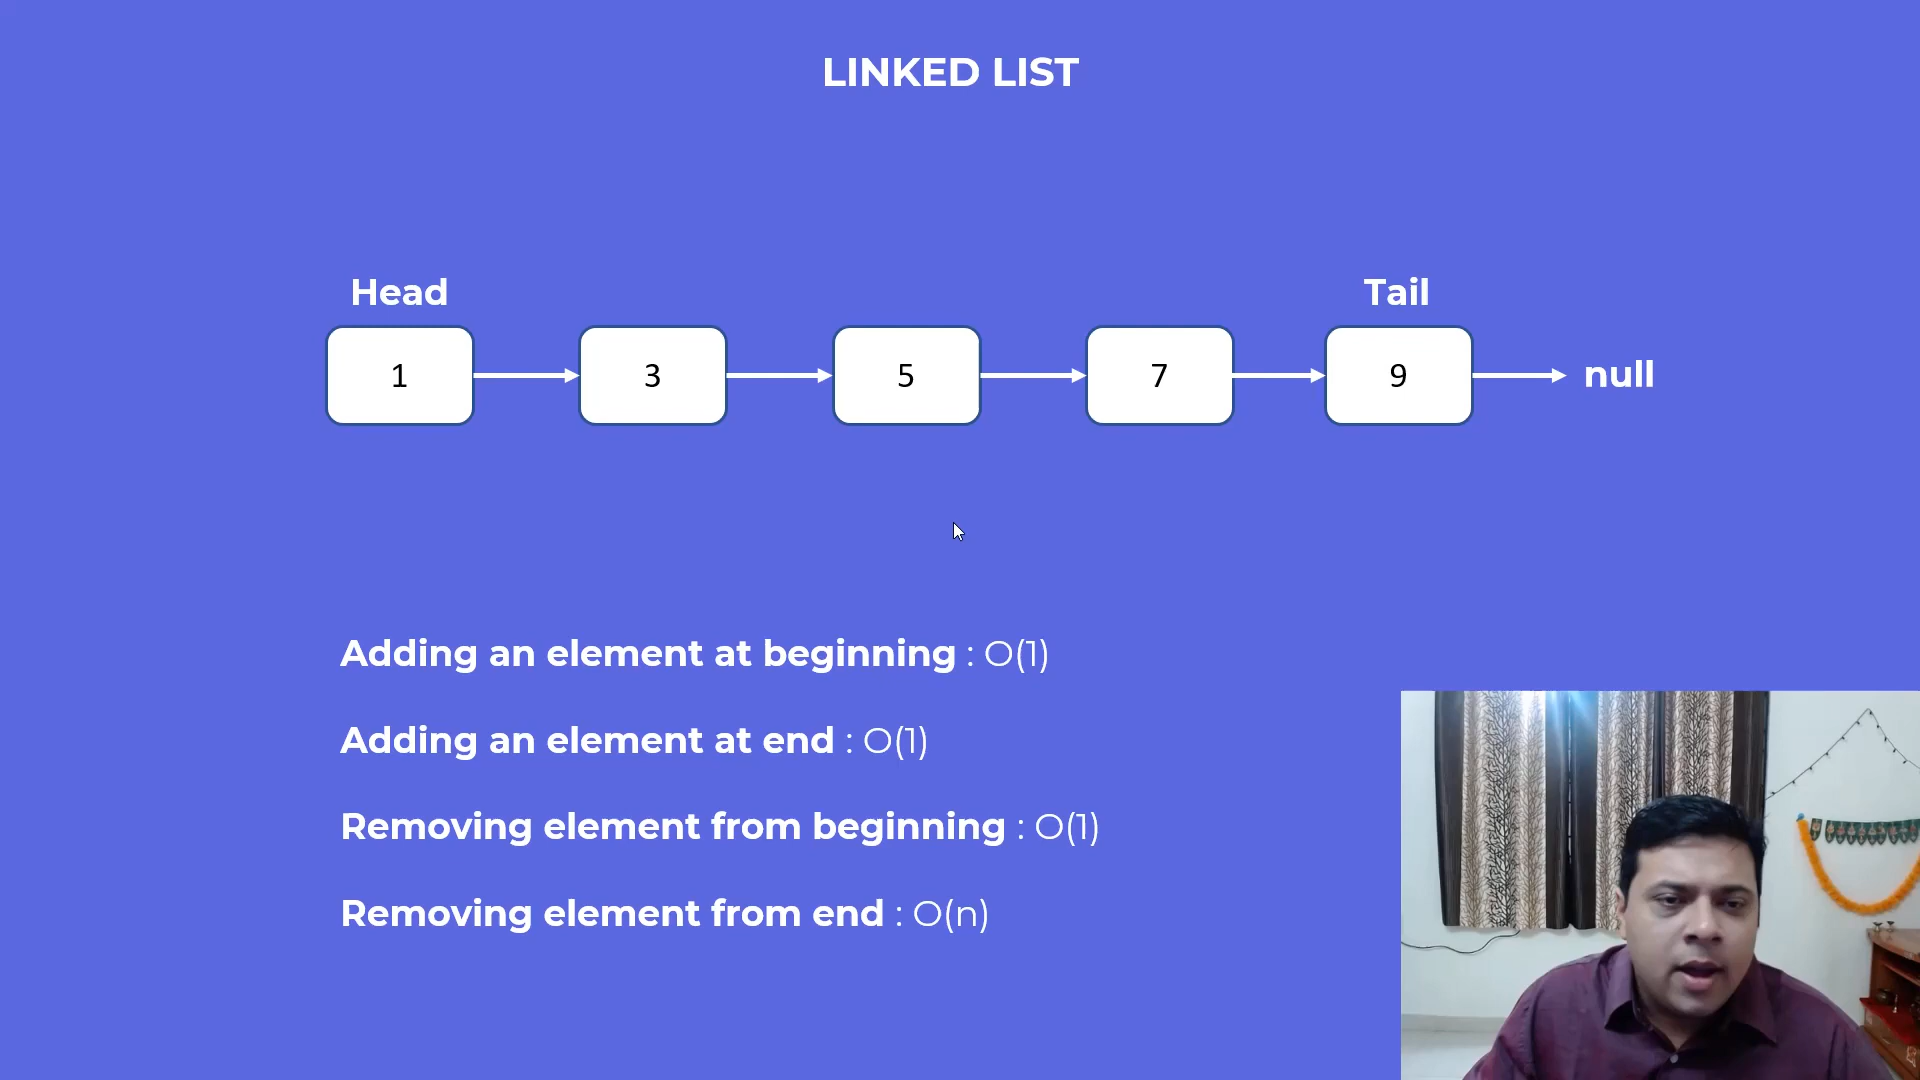 LINKED LIST
Head
Tail
1
3
5
7
9
null
Adding an element at beginning : O(1)
Adding an element at end : O(1)
Removing element from beginning : O(1)
Removing element from end : O(n)